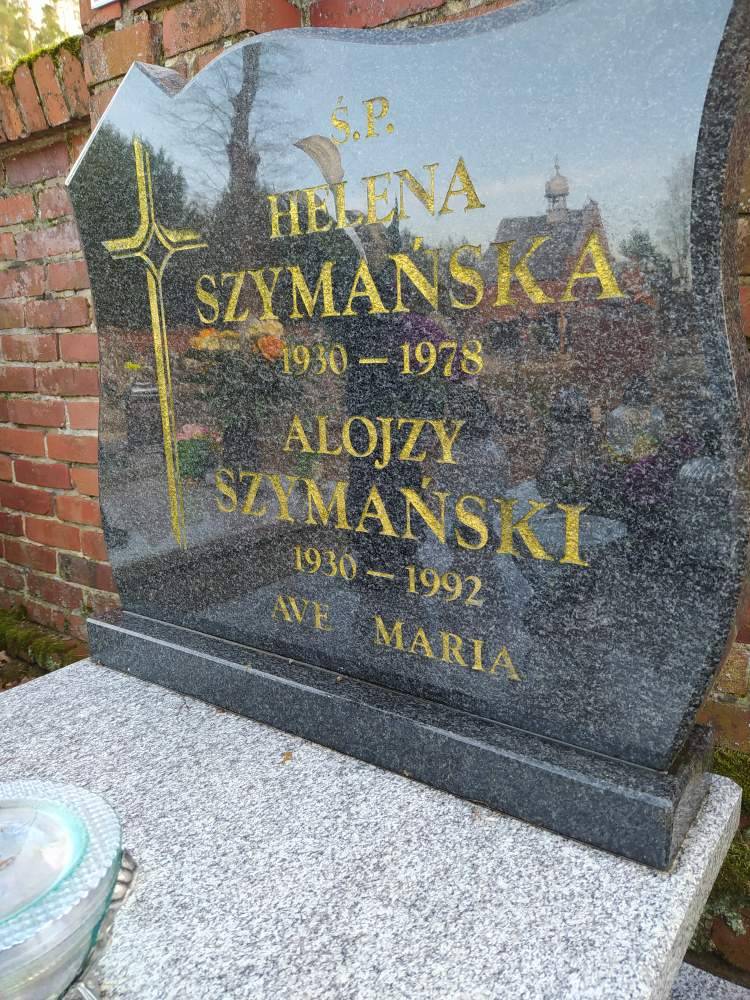 Ś.P.
HELENA
SZYMAŃSKA
1930 – 1978
ALOJZY
SZYMAŃSKI
1930 – 1992
AVE MARIA